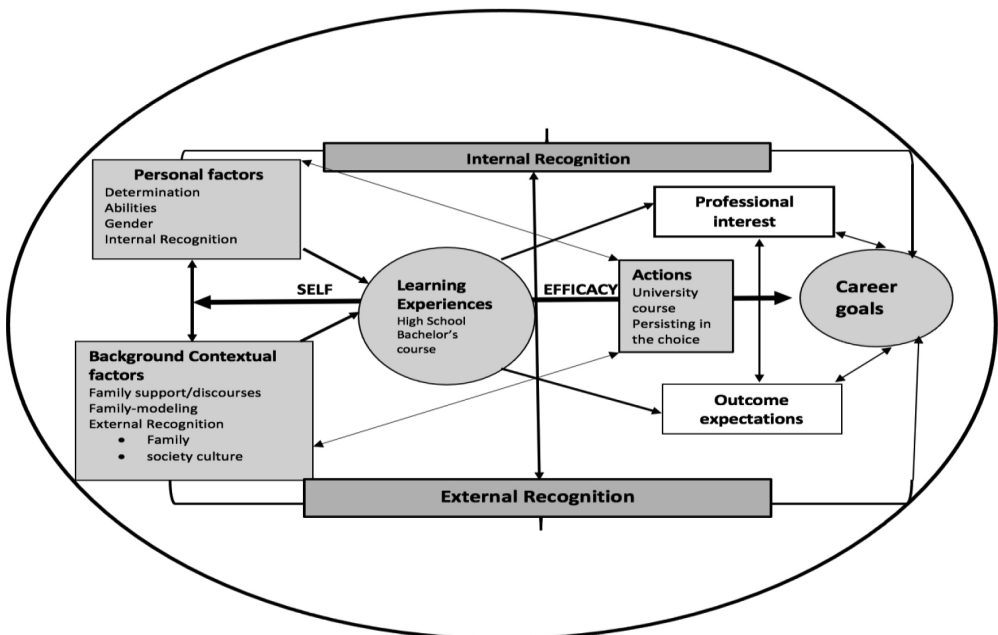 Internal Recognition
Personal factors
Determination
Abilities
Gender
Internal Recognition
Professional
interest
SELF
Learning
Experiences
High School
Bachelor's
course
EFFICACY
Actions
University
course
Persisting in
the choice
Career
goals
Background Contextual
factors
Family support/discourses
Family-modeling
External Recognition
• Family
• society culture
Outcome
expectations
External Recognition